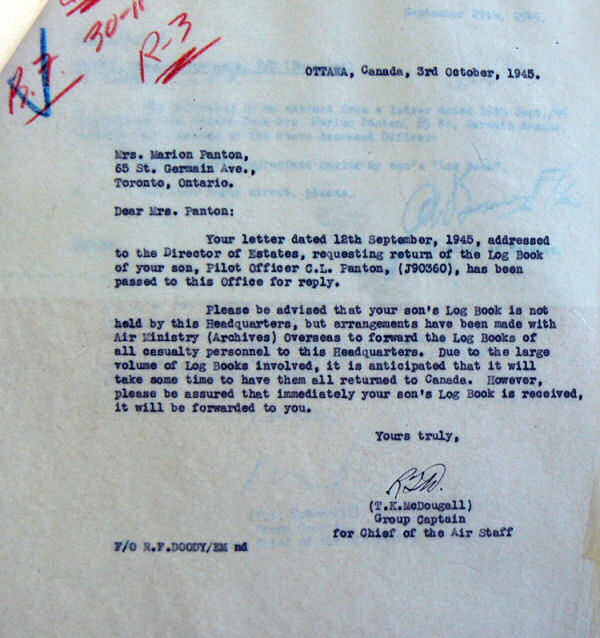 B.F. 30-11
R-3
September 29th, 1945.
OTTAWA, Canada, 3rd October, 1945.
Mrs. Marion Panton,
65 St. Germain Ave.,
Toronto, Ontario.
Dear Mrs. Panton:
Your letter dated 12th September, 1945, addressed
to the Director of Estates, requesting return of the Log Book
of your son, Pilot Officer C.L. Panton, (J90360), has been
passed to this Office for reply.
Please be advised that your son's Log Book is not
held by this Headquarters, but arrangements have been made with
Air Ministry (Archives) Overseas to forward the Log Books of
all casualty personnel to this Headquarters. Due to the large
volume of Log Books involved, it is anticipated that it will
take some time to have them all returned to Canada. However,
please be assured that immediately your son's Log Book is received,
it will be forwarded to you.
Yours truly,
(T.K.McDougall)
Group Captain
for Chief of the Air Staff
F/O R.F.DOODY/EM nd